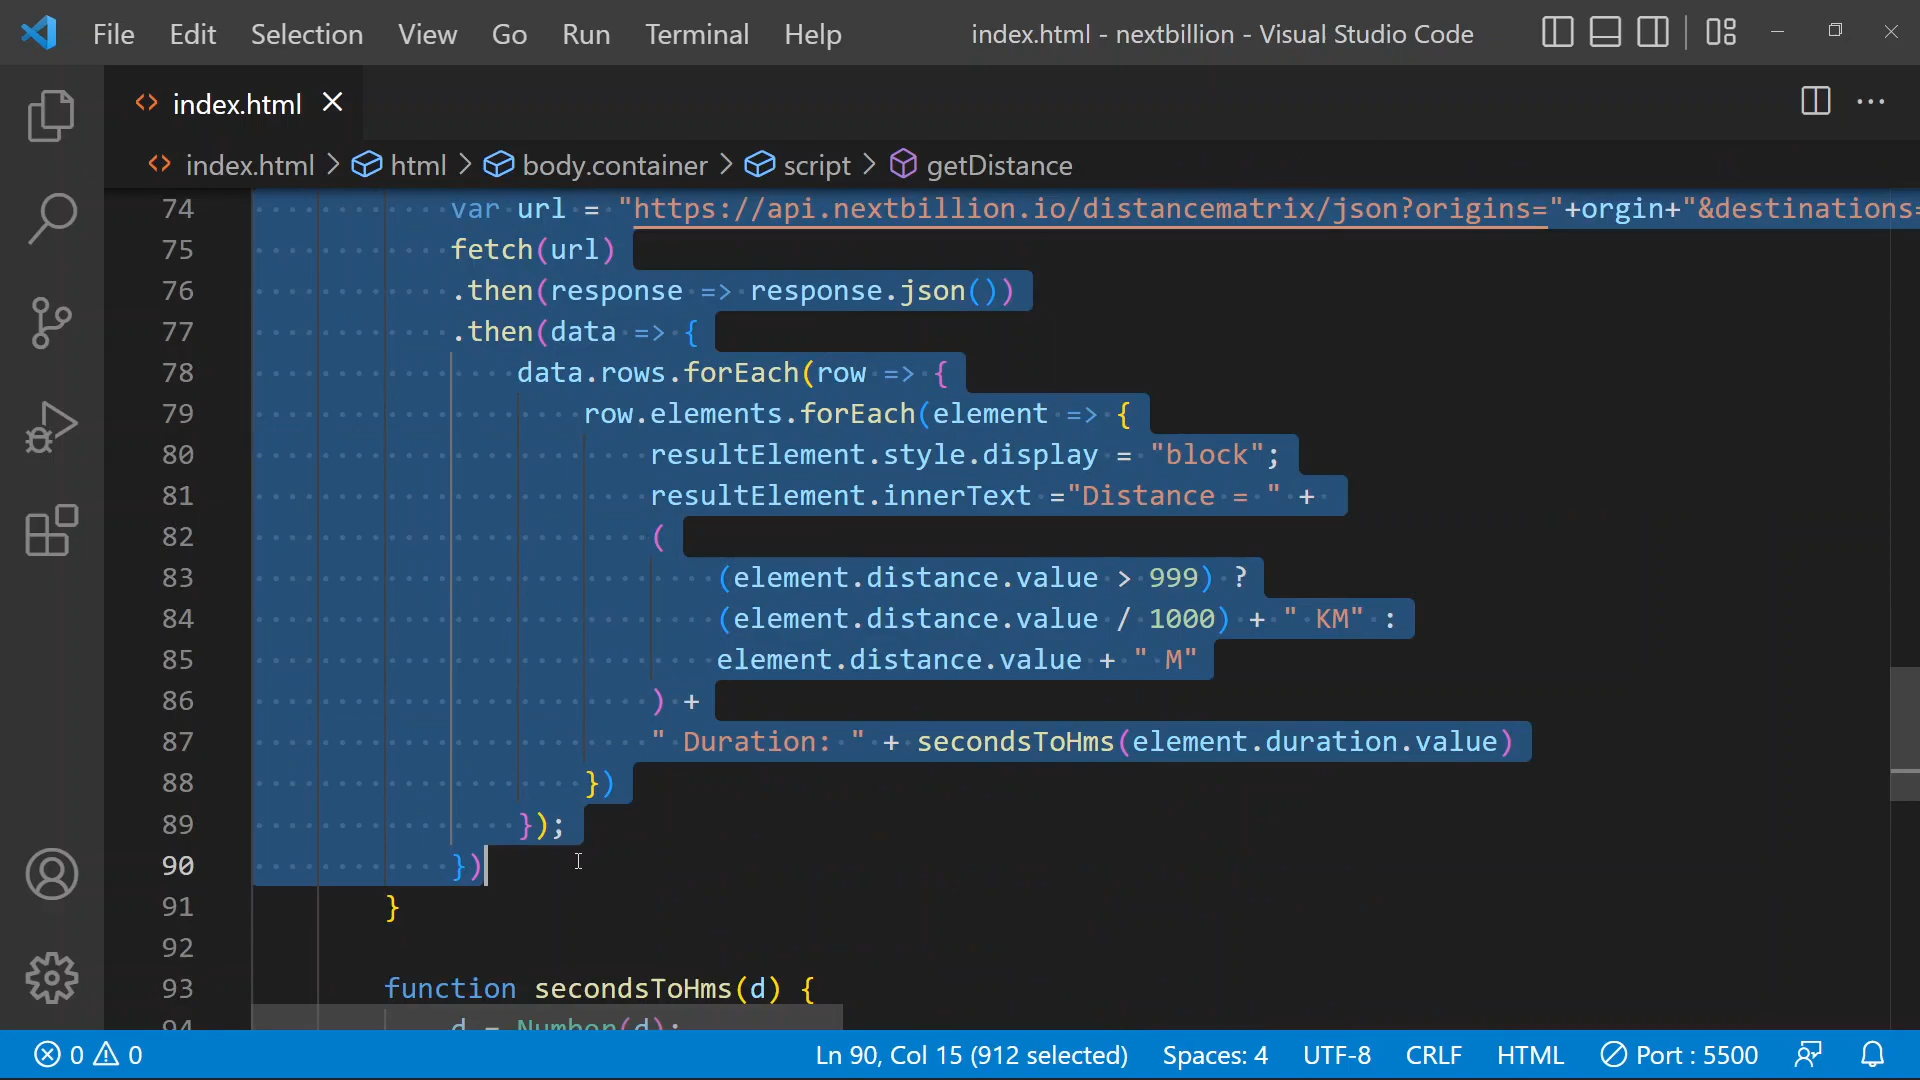 File Edit Selection View Go Run Terminal Help index.html - nextbillion - Visual Studio Code
index.html
index.html > html > body.container > script > getDistance
74 var url = "https://api.nextbillion.io/distancematrix/json?origins="+orgin+"&destinations=
75 fetch(url)
76 .then(response => response.json())
77 .then(data => {
78 data.rows.forEach(row => {
79 row.elements.forEach(element => {
80 resultElement.style.display = "block";
81 resultElement.innerText ="Distance = " +
82 (
83 (element.distance.value > 999) ?
84 (element.distance.value / 1000) + " KM" :
85 element.distance.value + " M"
86 ) +
87 " Duration: " + secondsToHms(element.duration.value)
88 })
89 });
90 })
91 }
92
93 function secondsToHms(d) {
94 d = Number(d);
0 0 Ln 90, Col 15 (912 selected) Spaces: 4 UTF-8 CRLF HTML Port : 5500